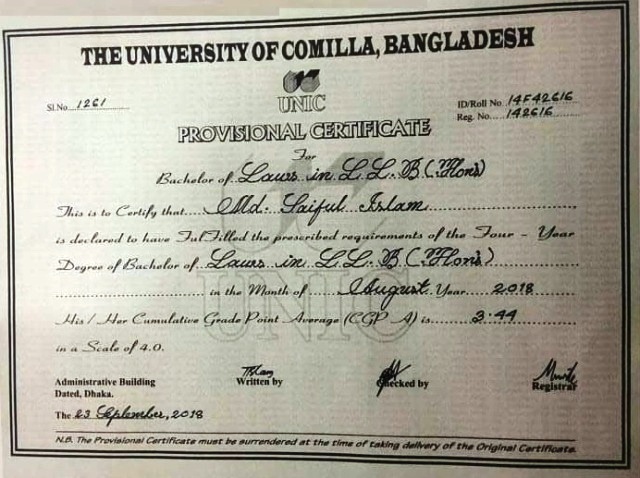 THE UNIVERSITY OF COMILLA, BANGLADESH
UNIC
Sl. No. 1261
ID/Roll No. 14F42616
Reg. No. 142616
PROVISIONAL CERTIFICATE
For
Bachelor of Laws in L.L.B (Hon's)
This is to Certify that Md. Saiful Islam
is declared to have FulFilled the prescribed requirements of the Four - Year
Degree of Bachelor of Laws in L.L.B (Hon's)
in the Month of August Year 2018
His / Her Cumulative Grade Point Average (CGP A) is 3.44
in a Scale of 4.0.
Administrative Building
Dated, Dhaka.
Written by
Checked by
Registrar
The 23 September, 2018
N.B. The Provisional Certificate must be surrendered at the time of taking delivery of the Original Certificate.
UNIC